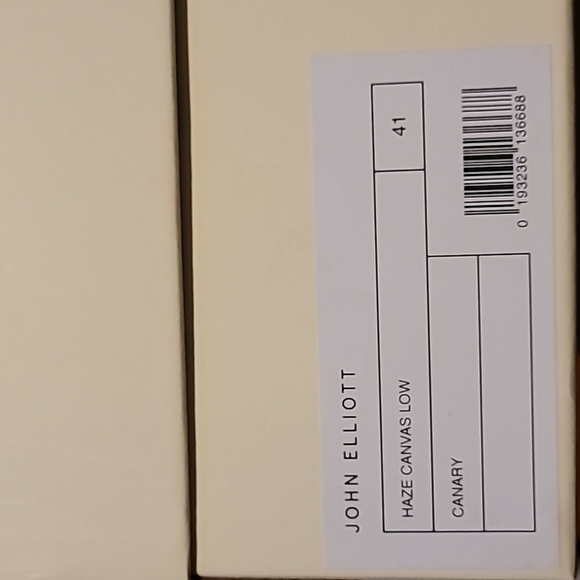 JOHN ELLIOTT
HAZE CANVAS LOW
41
CANARY
0 193236 136688